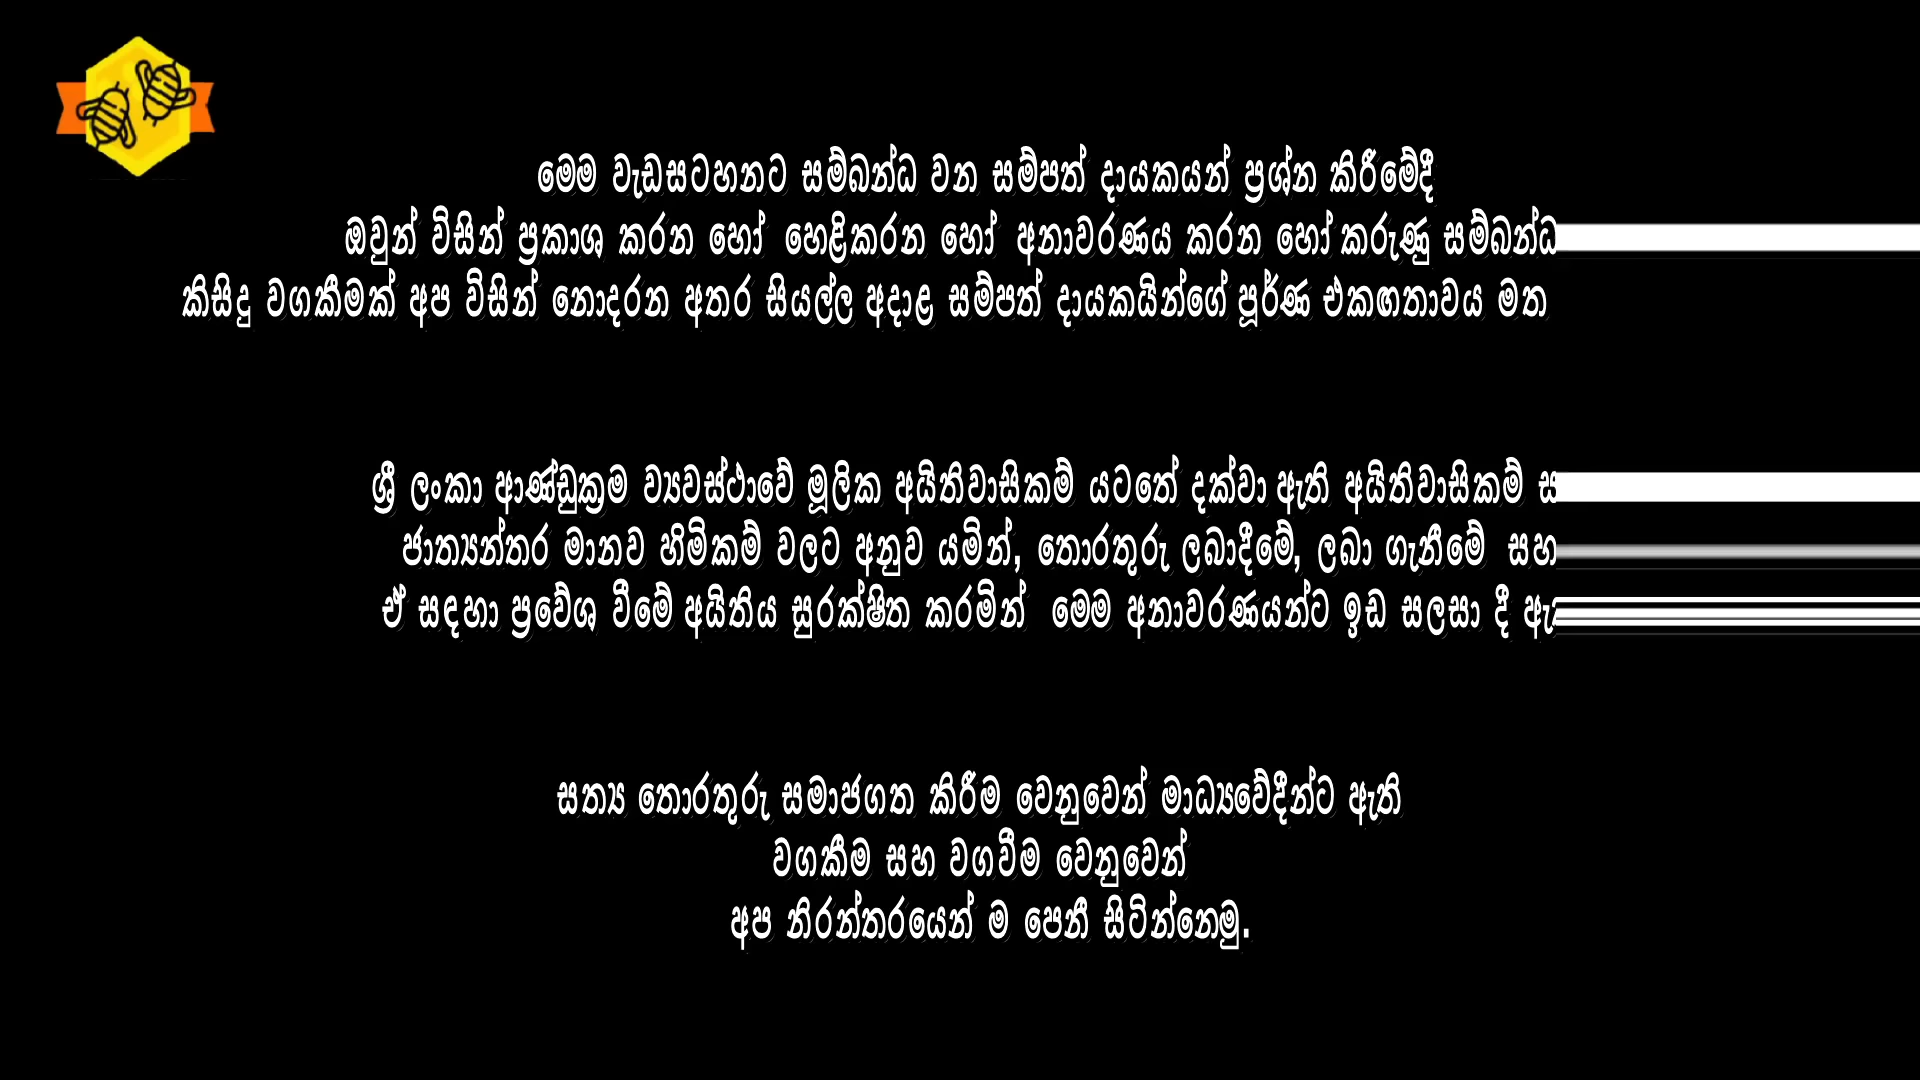 මෙම වැඩසටහනට සම්බන්ධ වන සම්පත් දායකයන් ප්‍රශ්න කිරීමේදී
ඔවුන් විසින් ප්‍රකාශ කරන හෝ හෙළිකරන හෝ අනාවරණය කරන හෝ කරුණු සම්බන්ධ
කිසිදු වගකීමක් අප විසින් නොදරන අතර සියල්ල අදාළ සම්පත් දායකයින්ගේ පූර්ණ එකඟතාවය මත
ශ්‍රී ලංකා ආණ්ඩුක්‍රම ව්‍යවස්ථාවේ මූලික අයිතිවාසිකම් යටතේ දක්වා ඇති අයිතිවාසිකම්
ජාත්‍යන්තර මානව හිමිකම් වලට අනුව යමින්, තොරතුරු ලබාදීමේ, ලබා ගැනීමේ සහ
ඒ සඳහා ප්‍රවේශ වීමේ අයිතිය සුරක්ෂිත කරමින් මෙම අනාවරණයන්ට ඉඩ සලසා දී
සත්‍ය තොරතුරු සමාජගත කිරීම වෙනුවෙන් මාධ්‍යවේදීන්ට ඇති
වගකීම සහ වගවීම වෙනුවෙන්
අප නිරන්තරයෙන් ම පෙනී සිටින්නෙමු.